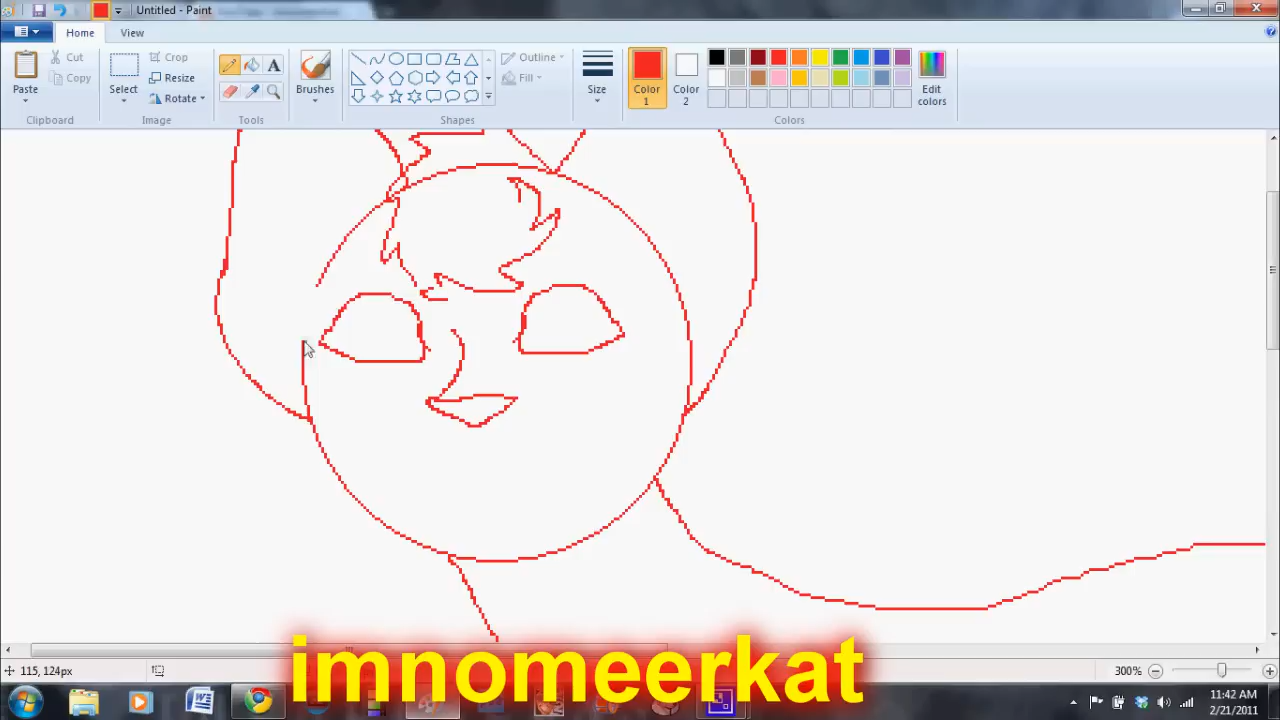 Untitled - Paint
Home
View
Paste
Cut
Copy
Clipboard
Select
Crop
Resize
Rotate
Image
Tools
Brushes
Shapes
Outline
Fill
Size
Color 1
Color 2
Edit colors
Colors
imnomeerkat
115, 124px
300%
11:42 AM
2/21/2011